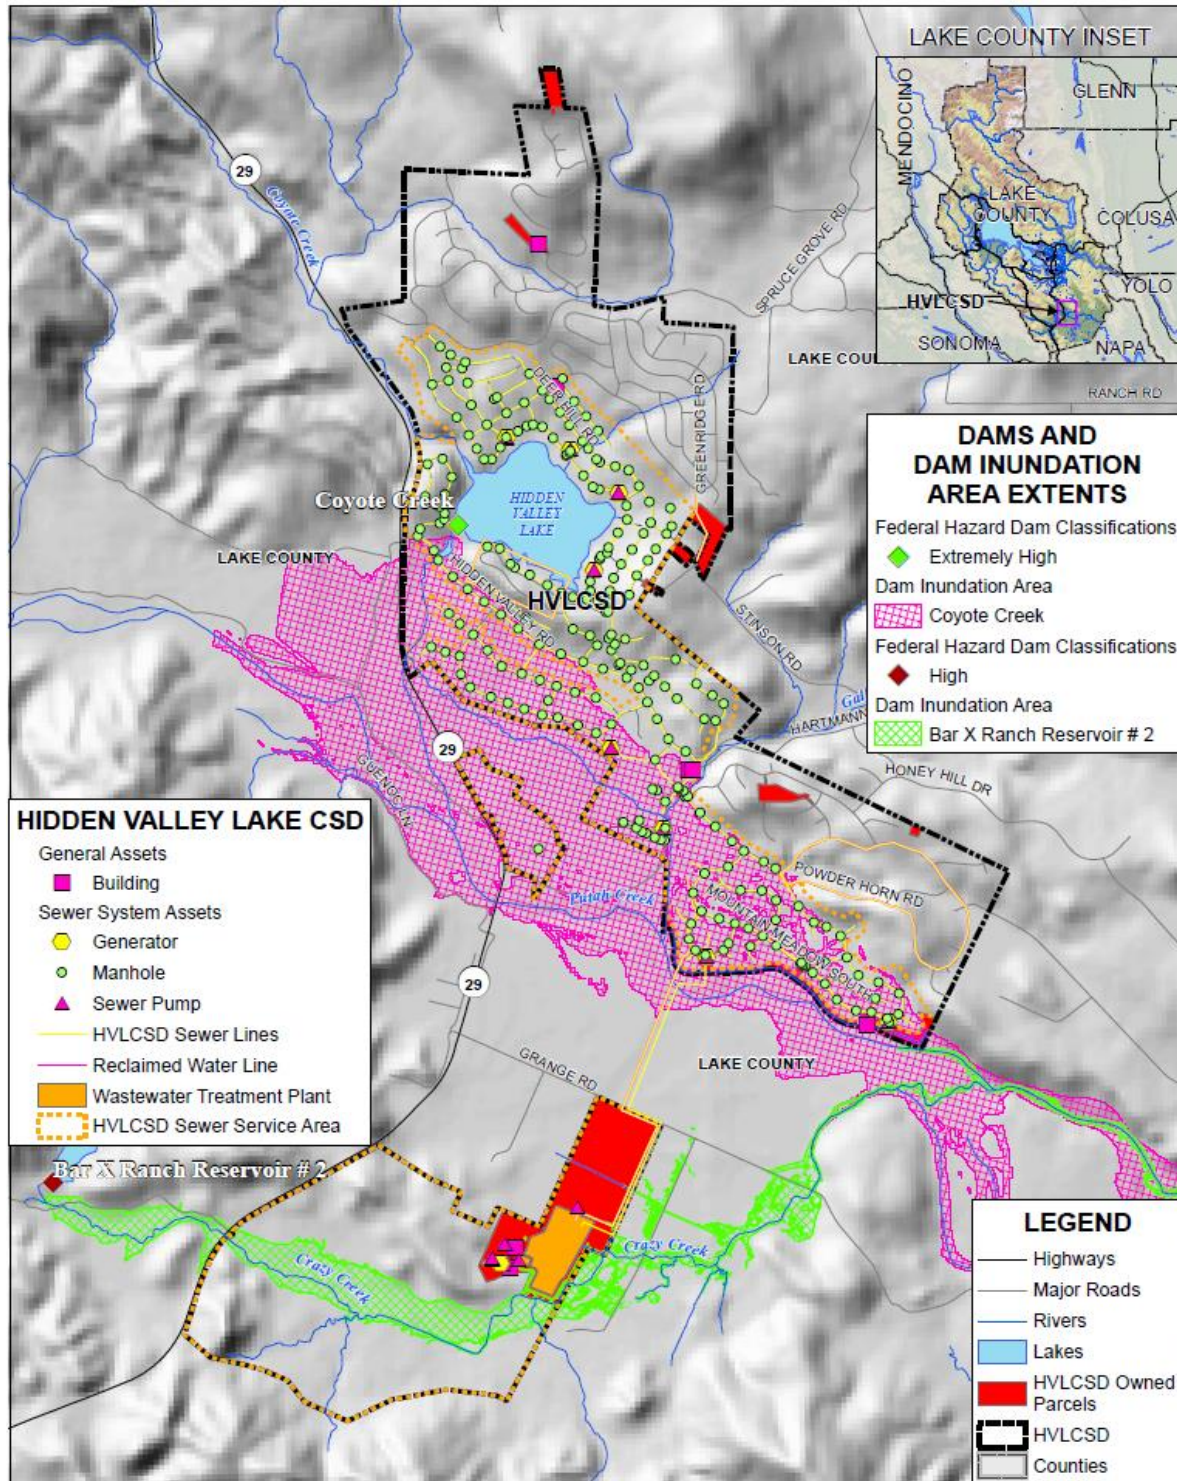 LAKE COUNTY INSET
MENDOCINO
GLENN
LAKE
COUNTY
COLUSA
YOLO
HVLCSD
SONOMA
NAPA
29
Coyote Creek
SPRUCE GROVE RD
LAKE COU
RANCH RD
DEER HILL RD
GREENRIDGE RD
HIDDEN
VALLEY
LAKE
Coyote Creek
LAKE COUNTY
HIDDEN VALLEY RD
HVLCSD
STINSON RD
HARTMANN
HONEY HILL DR
29
GUENOC LN
POWDER HORN RD
Putah Creek
MOUNTAIN MEADOW SOUTH
29
GRANGE RD
LAKE COUNTY
Bar X Ranch Reservoir # 2
Crazy Creek
Crazy Creek
DAMS AND
DAM INUNDATION
AREA EXTENTS
Federal Hazard Dam Classifications
Extremely High
Dam Inundation Area
Coyote Creek
Federal Hazard Dam Classifications
High
Dam Inundation Area
Bar X Ranch Reservoir # 2
HIDDEN VALLEY LAKE CSD
General Assets
Building
Sewer System Assets
Generator
Manhole
Sewer Pump
HVLCSD Sewer Lines
Reclaimed Water Line
Wastewater Treatment Plant
HVLCSD Sewer Service Area
LEGEND
Highways
Major Roads
Rivers
Lakes
HVLCSD Owned
Parcels
HVLCSD
Counties